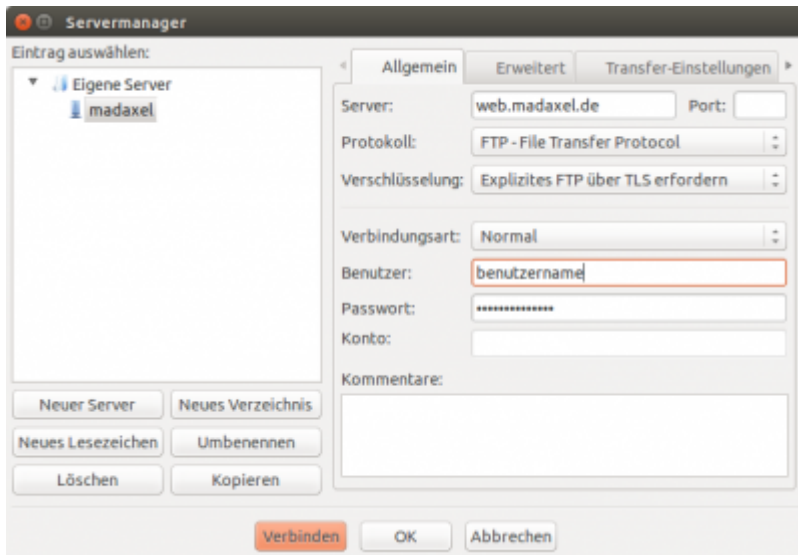 Servermanager
Eintrag auswählen:
Eigene Server
madaxel
Neuer Server Neues Verzeichnis
Neues Lesezeichen Umbenennen
Löschen Kopieren
Allgemein Erweitert Transfer-Einstellungen
Server: web.madaxel.de Port:
Protokoll: FTP - File Transfer Protocol
Verschlüsselung: Explizites FTP über TLS erfordern
Verbindungsart: Normal
Benutzer: benutzername
Passwort: ••••••••••••••
Konto:
Kommentare:
Verbinden OK Abbrechen